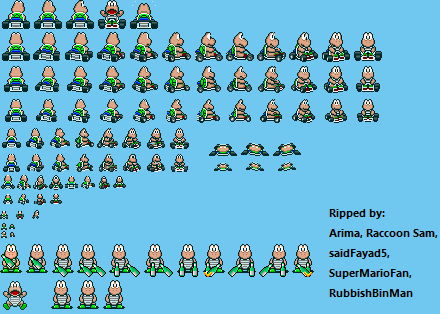 Ripped by:
Arima, Raccoon Sam,
saidFayad5,
SuperMarioFan,
RubbishBinMan